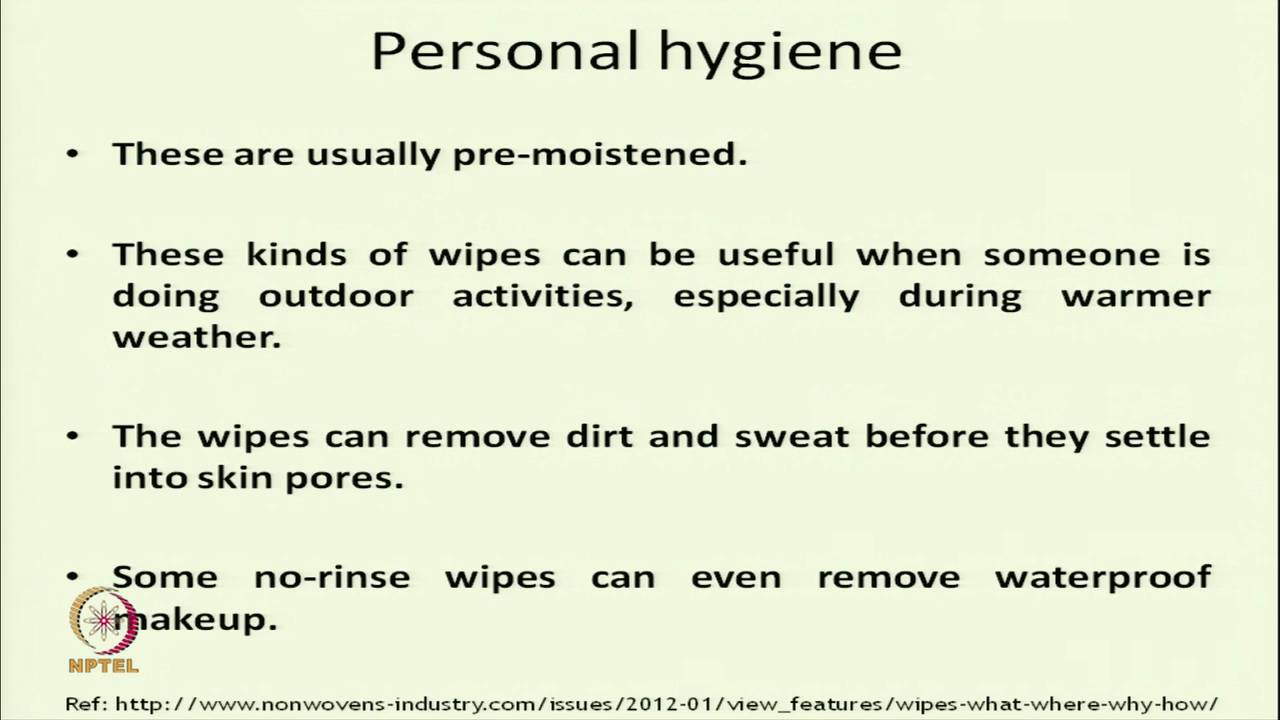 Personal hygiene
• These are usually pre-moistened.
• These kinds of wipes can be useful when someone is
doing outdoor activities, especially during warmer
weather.
• The wipes can remove dirt and sweat before they settle
into skin pores.
• Some no-rinse wipes can even remove waterproof
makeup.
NPTEL
Ref: http://www.nonwovens-industry.com/issues/2012-01/view_features/wipes-what-where-why-how/